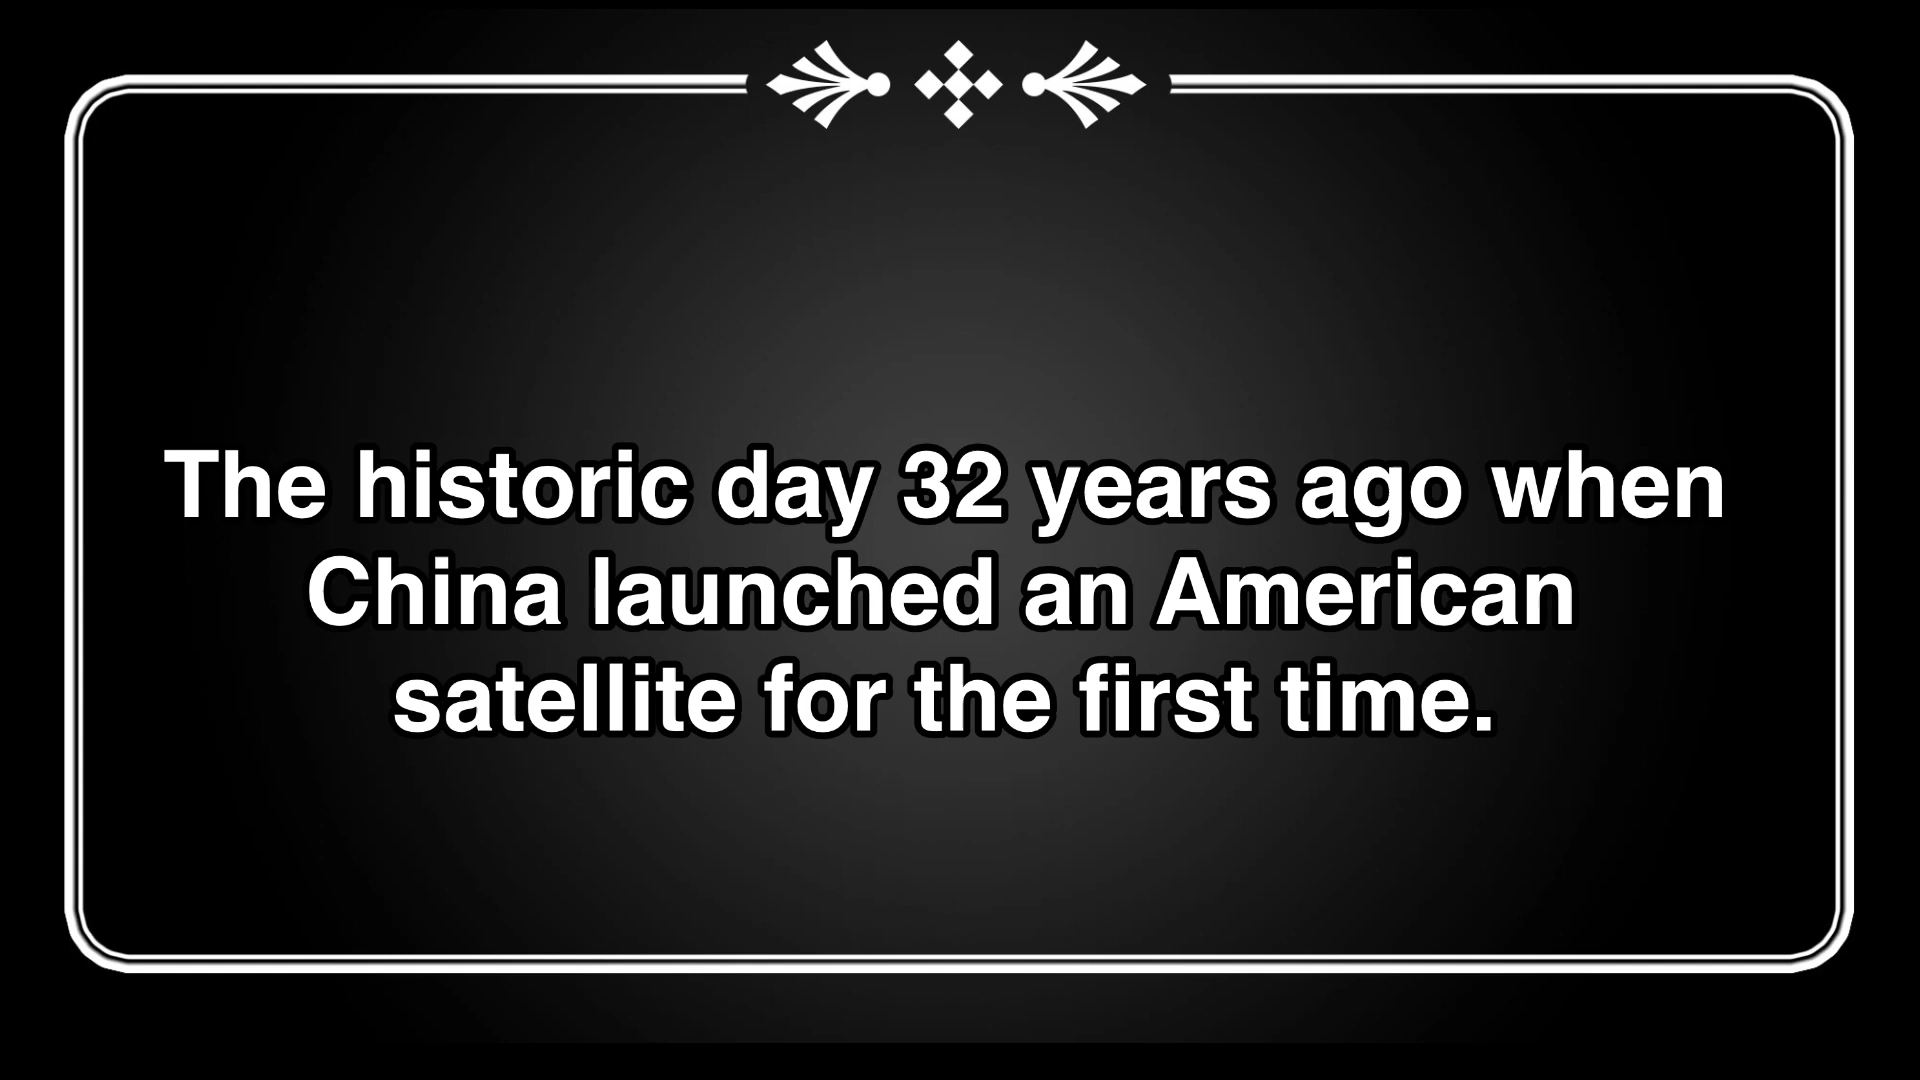 The historic day 32 years ago when
China launched an American
satellite for the first time.